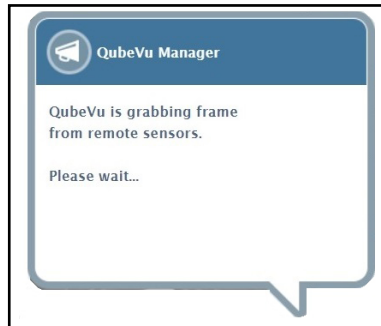 QubeVu Manager
QubeVu is grabbing frame
from remote sensors.
Please wait...